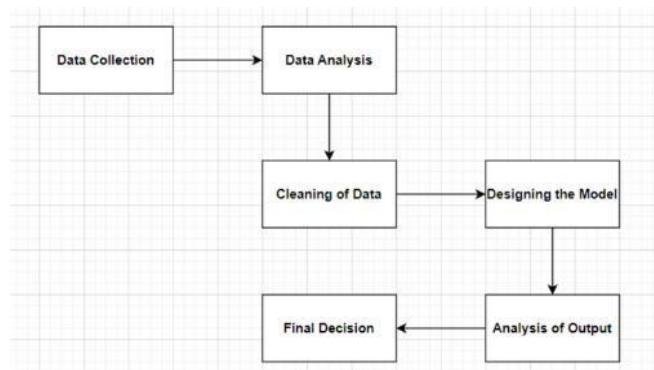 Data Collection
Data Analysis
Cleaning of Data
Designing the Model
Analysis of Output
Final Decision